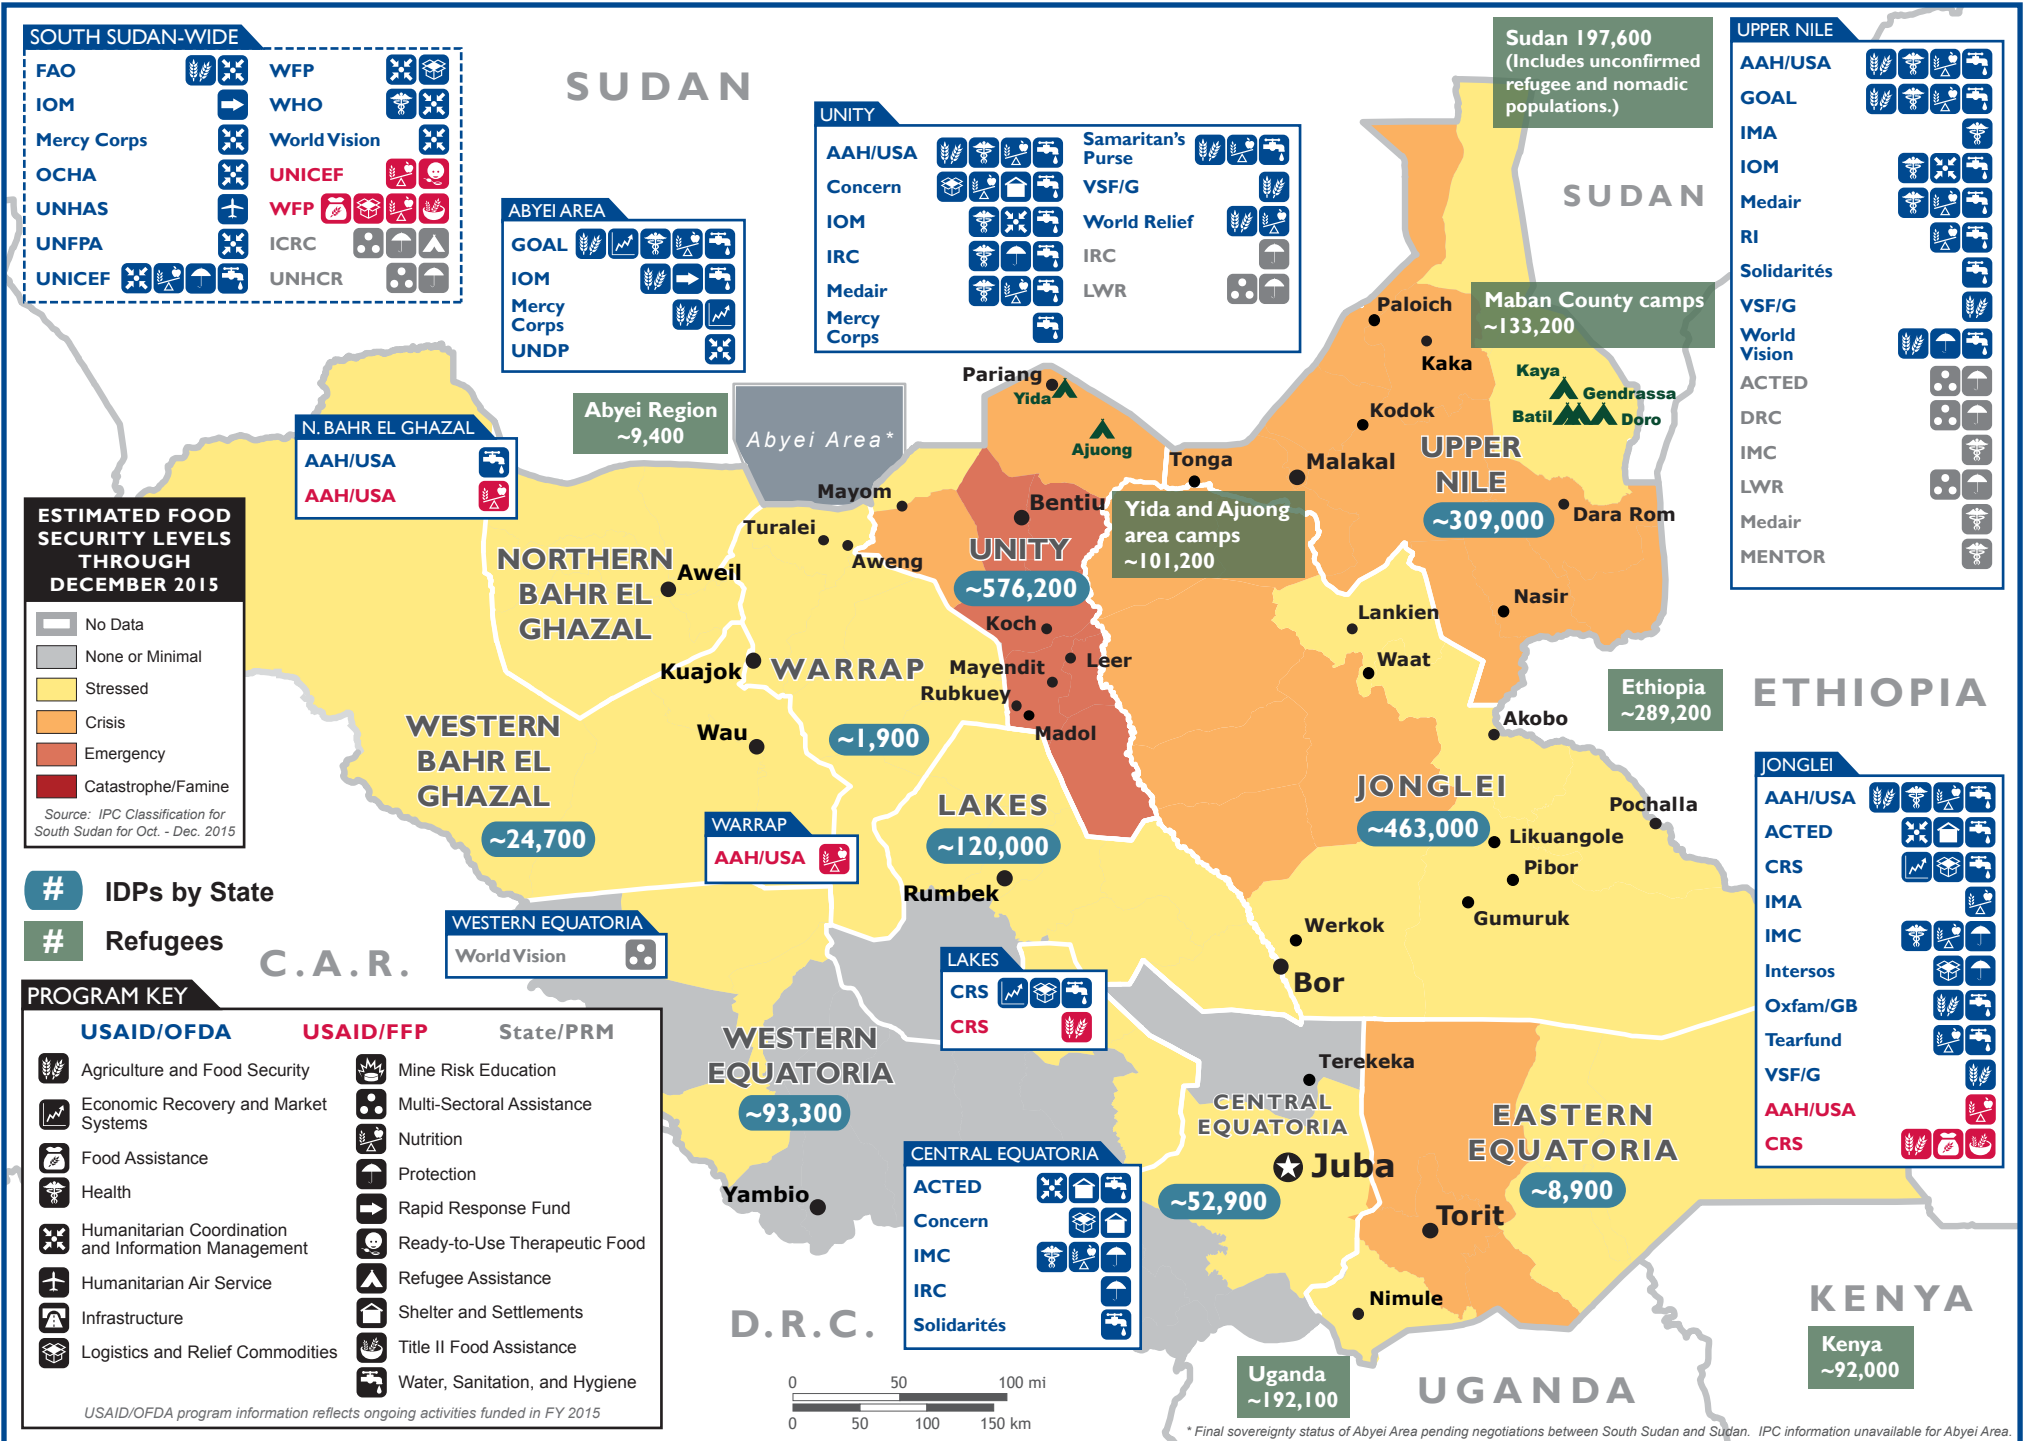 SOUTH SUDAN-WIDE
FAO
IOM
Mercy Corps
OCHA
UNHAS
UNFPA
UNICEF
WFP
WHO
World Vision
UNICEF
WFP
ICRC
UNHCR
SUDAN
ABYEI AREA
GOAL
IOM
Mercy
Corps
UNDP
UNITY
AAH/USA
Concern
IOM
IRC
Medair
Mercy
Corps
Samaritan's
Purse
VSF/G
World Relief
IRC
LWR
Sudan 197,600
(Includes unconfirmed
refugee and nomadic
populations.)
SUDAN
UPPER NILE
AAH/USA
GOAL
IMA
IOM
Medair
RI
Solidarités
VSF/G
World
Vision
ACTED
DRC
IMC
LWR
Medair
MENTOR
Maban County camps
~133,200
Paloich
Kaka
Kaya
Gendrassa
Batil
Doro
Kodok
Pariang
Yida
Ajuong
Tonga
Malakal
UPPER
NILE
~309,000
Dara Rom
Nasir
Abyei Region
~9,400
Abyei Area*
N. BAHR EL GHAZAL
AAH/USA
AAH/USA
Mayom
Turalei
Aweng
Bentiu
UNITY
~576,200
Yida and Ajuong
area camps
~101,200
Koch
Leer
Mayendit
Rubkuey
Madol
NORTHERN
BAHR EL
GHAZAL
Aweil
Kuajok
WARRAP
~1,900
Wau
WESTERN
BAHR EL
GHAZAL
~24,700
ESTIMATED FOOD
SECURITY LEVELS
THROUGH
DECEMBER 2015
No Data
None or Minimal
Stressed
Crisis
Emergency
Catastrophe/Famine
Source: IPC Classification for
South Sudan for Oct. - Dec. 2015
# IDPs by State
# Refugees
Lankien
Waat
Akobo
Ethiopia
~289,200
ETHIOPIA
JONGLEI
~463,000
Pochalla
Likuangole
Pibor
Gumuruk
Werkok
Bor
LAKES
~120,000
Rumbek
WARRAP
AAH/USA
WESTERN EQUATORIA
World Vision
C.A.R.
LAKES
CRS
CRS
JONGLEI
AAH/USA
ACTED
CRS
IMA
IMC
Intersos
Oxfam/GB
Tearfund
VSF/G
AAH/USA
CRS
PROGRAM KEY
USAID/OFDA
USAID/FFP
State/PRM
Agriculture and Food Security
Economic Recovery and Market
Systems
Food Assistance
Health
Humanitarian Coordination
and Information Management
Humanitarian Air Service
Infrastructure
Logistics and Relief Commodities
Mine Risk Education
Multi-Sectoral Assistance
Nutrition
Protection
Rapid Response Fund
Ready-to-Use Therapeutic Food
Refugee Assistance
Shelter and Settlements
Title II Food Assistance
Water, Sanitation, and Hygiene
USAID/OFDA program information reflects ongoing activities funded in FY 2015
WESTERN
EQUATORIA
~93,300
Yambio
Terekeka
CENTRAL
EQUATORIA
Juba
~52,900
EASTERN
EQUATORIA
~8,900
Torit
Nimule
CENTRAL EQUATORIA
ACTED
Concern
IMC
IRC
Solidarités
D.R.C.
0 50 100 mi
0 50 100 150 km
Uganda
~192,100
UGANDA
KENYA
Kenya
~92,000
* Final sovereignty status of Abyei Area pending negotiations between South Sudan and Sudan. IPC information unavailable for Abyei Area.